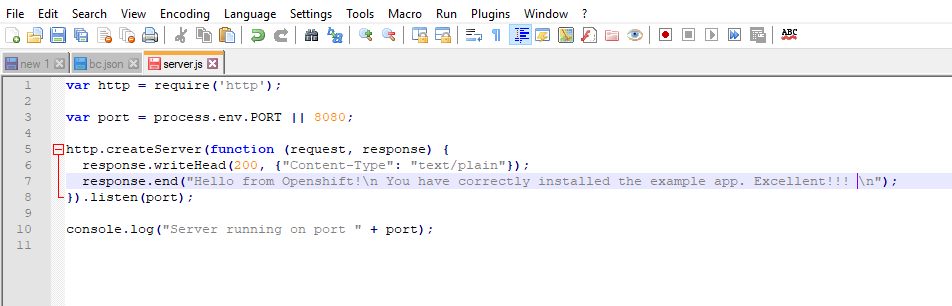 File Edit Search View Encoding Language Settings Tools Macro Run Plugins Window ?
ABC
new 1 bc.json server.js
1 var http = require('http');
2
3 var port = process.env.PORT || 8080;
4
5 http.createServer(function (request, response) {
6   response.writeHead(200, {"Content-Type": "text/plain"});
7   response.end("Hello from Openshift!\n You have correctly installed the example app. Excellent!!! \n");
8 }).listen(port);
9
10 console.log("Server running on port " + port);
11